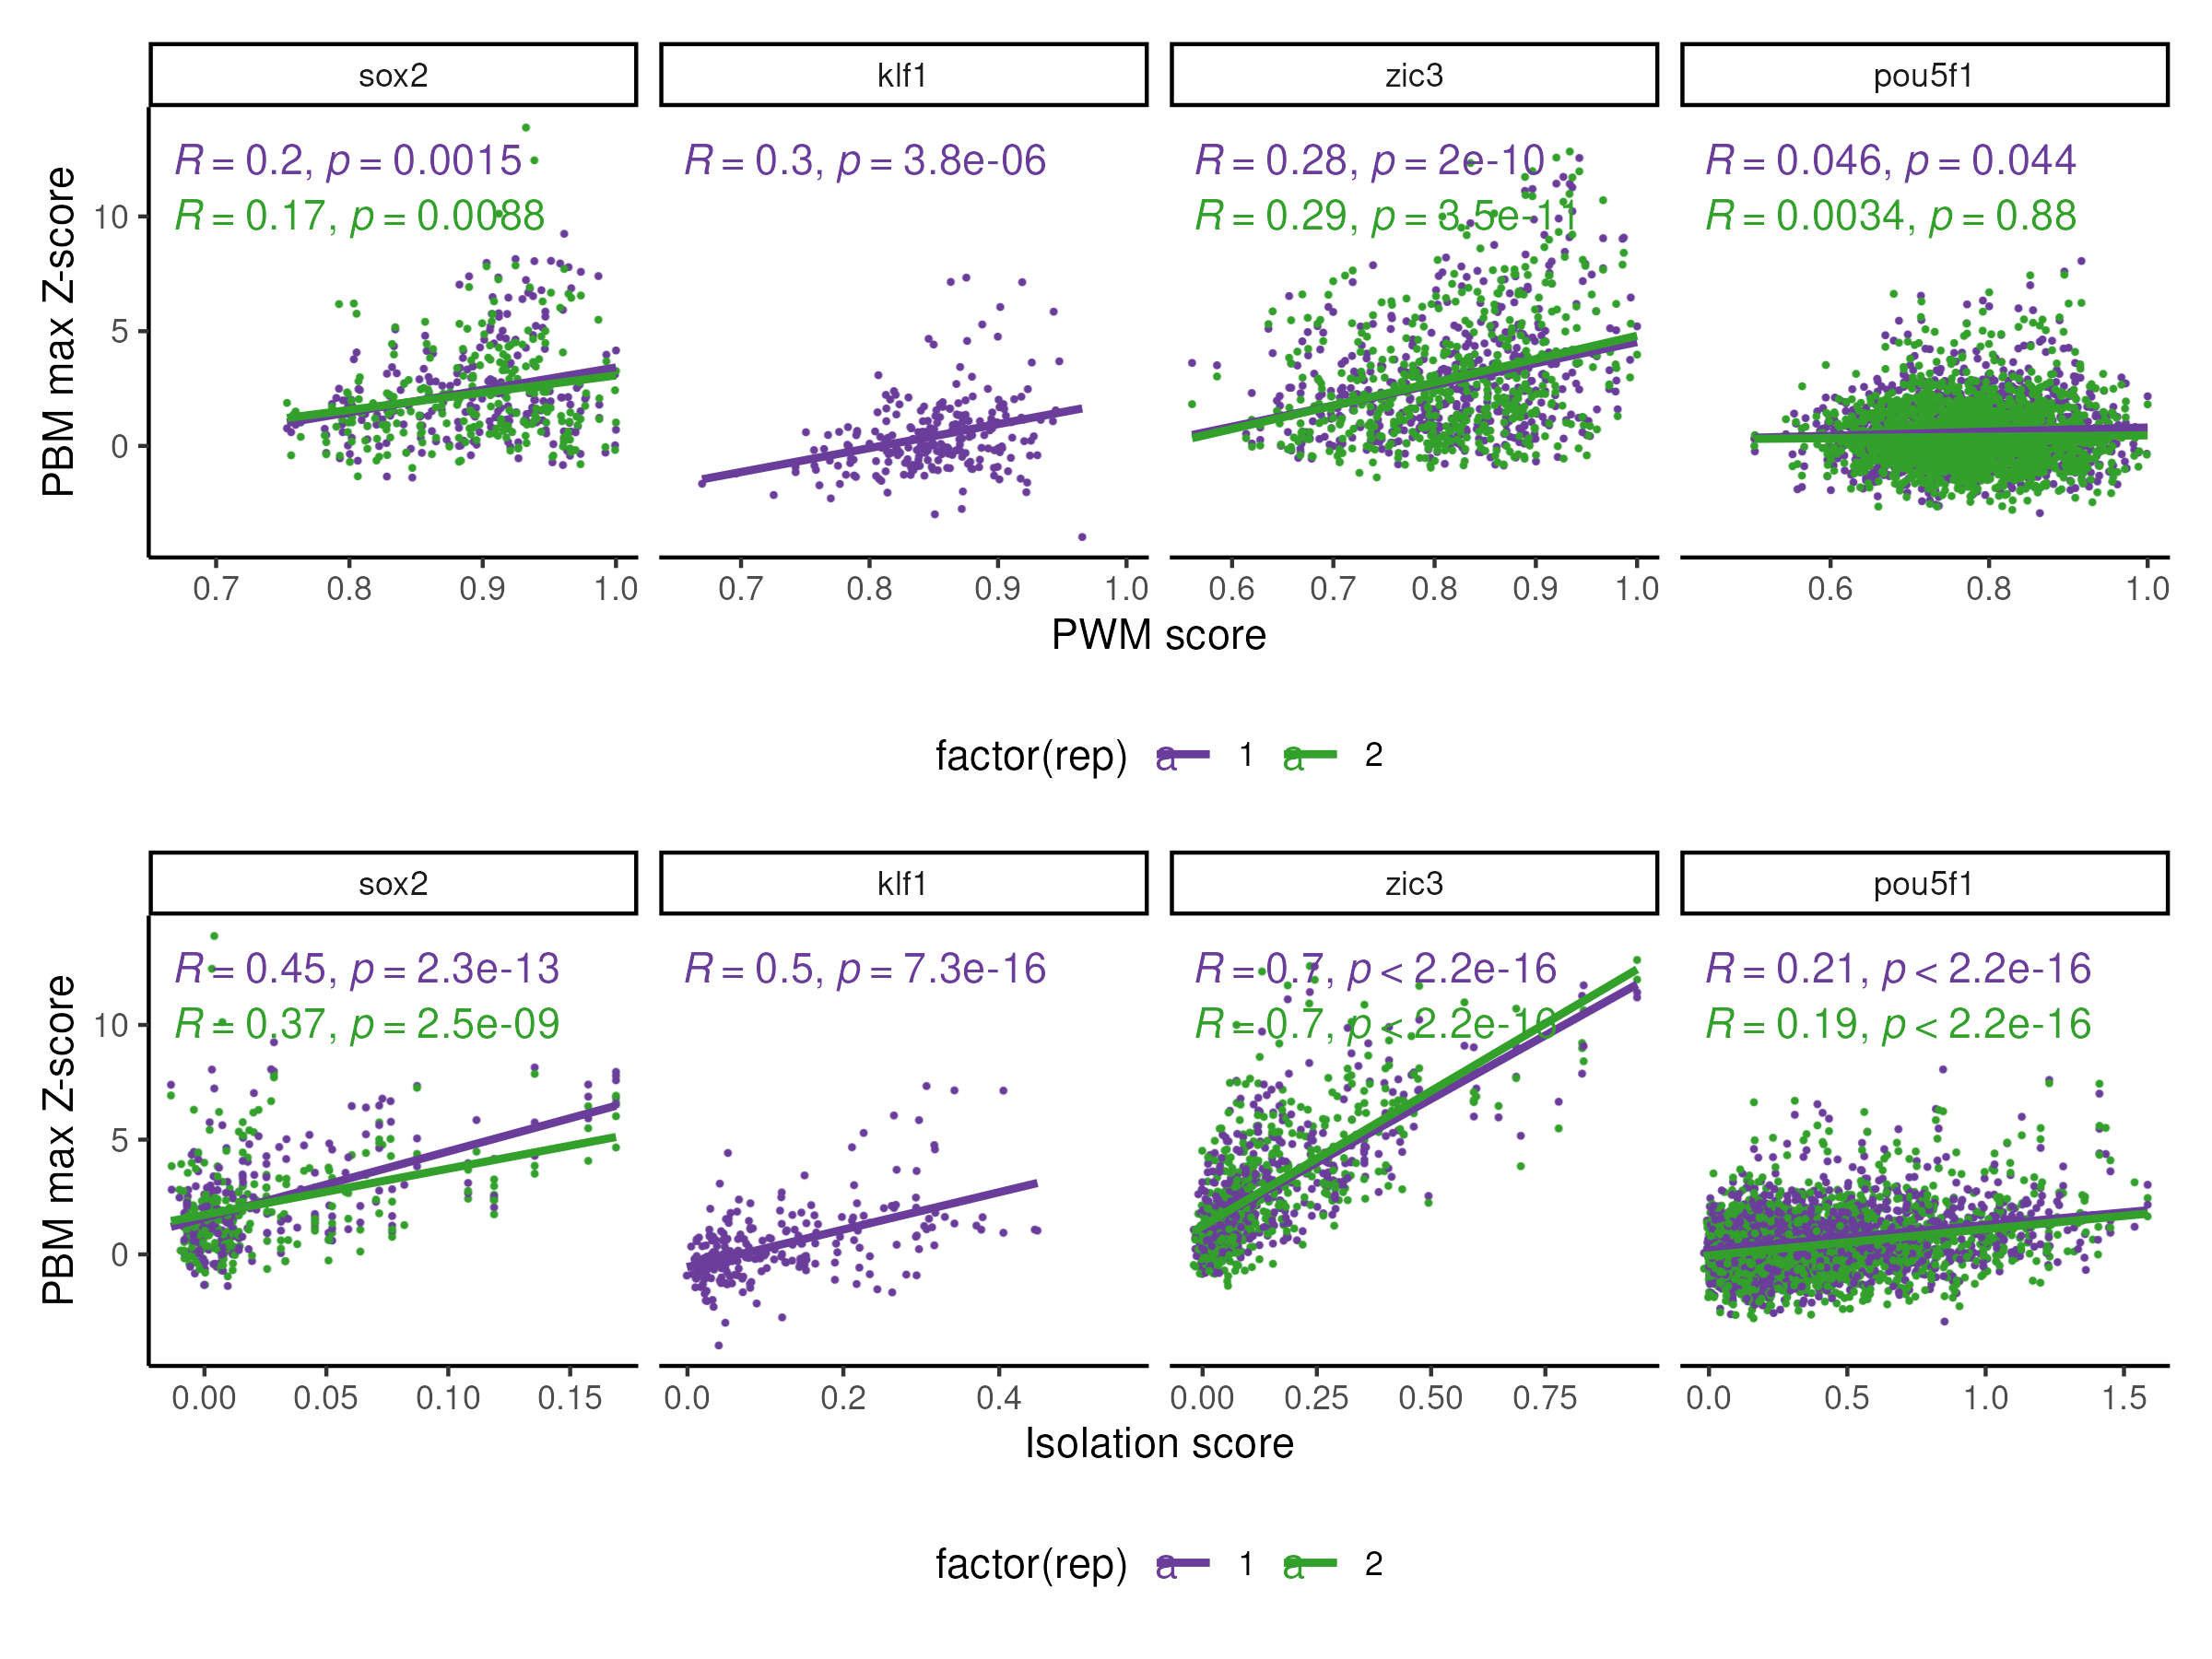 sox2 klf1 zic3 pou5f1
R = 0.2, p = 0.0015 R = 0.3, p = 3.8e-06 R = 0.28, p = 2e-10 R = 0.046, p = 0.044
R = 0.17, p = 0.0088 R = 0.29, p = 3.5e-11 R = 0.0034, p = 0.88
PBM max Z-score
10
5
0
0.7 0.8 0.9 1.0 0.7 0.8 0.9 1.0 0.6 0.7 0.8 0.9 1.0 0.6 0.8 1.0
PWM score
factor(rep) a 1 a 2
sox2 klf1 zic3 pou5f1
R = 0.45, p = 2.3e-13 R = 0.5, p = 7.3e-16 R = 0.7, p < 2.2e-16 R = 0.21, p < 2.2e-16
R = 0.37, p = 2.5e-09 R = 0.7, p < 2.2e-16 R = 0.19, p < 2.2e-16
PBM max Z-score
10
5
0
0.00 0.05 0.10 0.15 0.0 0.2 0.4 0.00 0.25 0.50 0.75 0.0 0.5 1.0 1.5
Isolation score
factor(rep) a 1 a 2